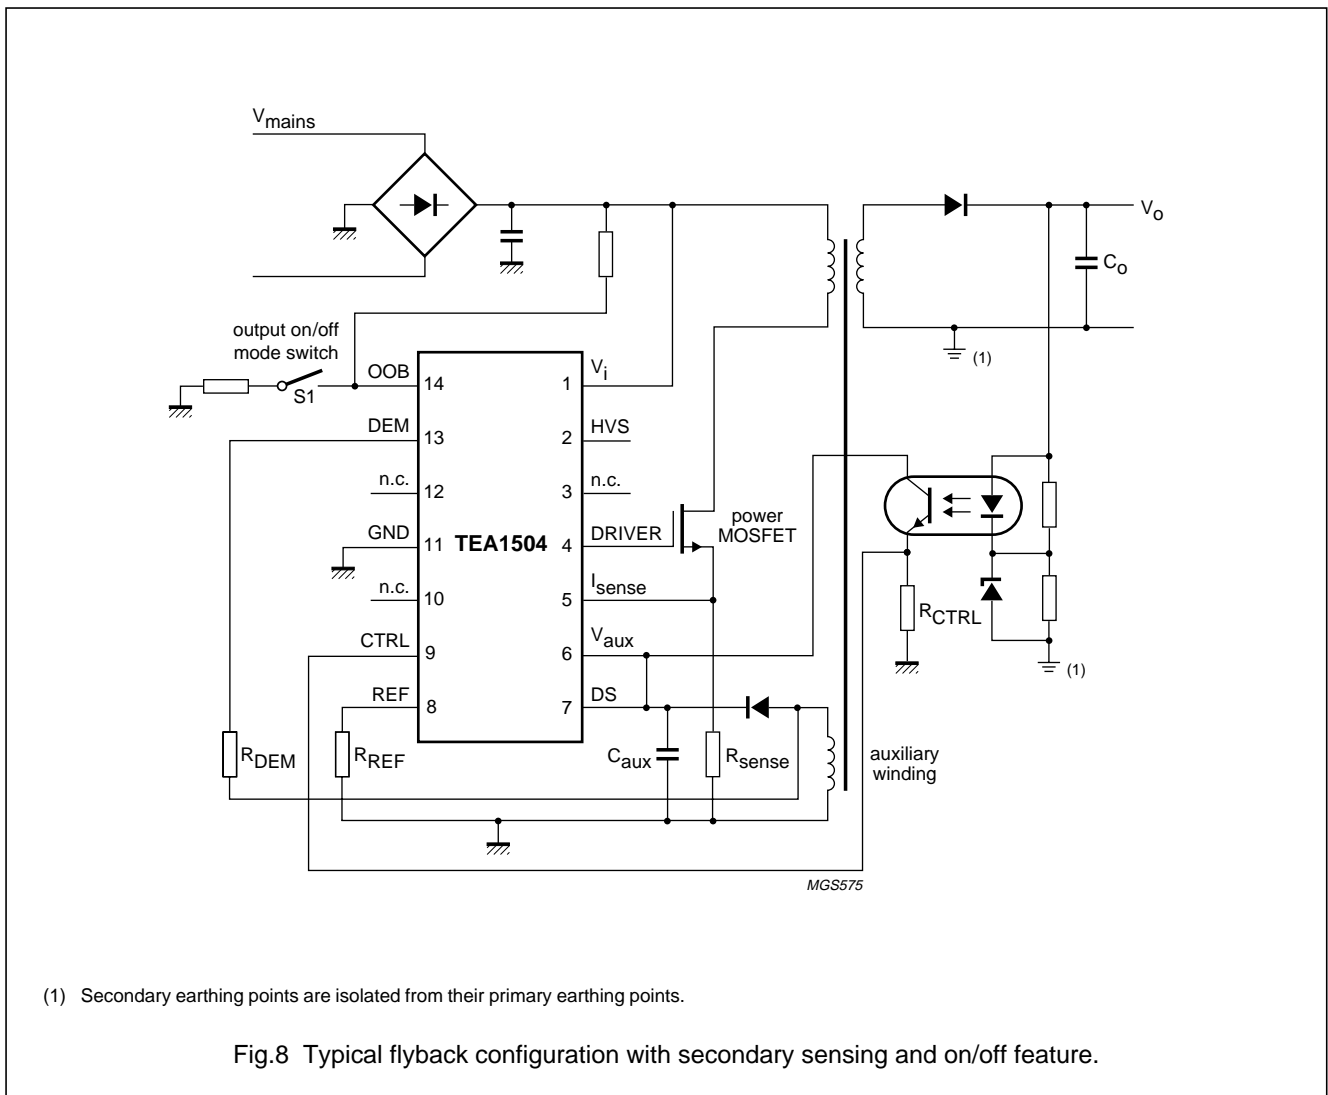 Vmains
Vo
Co
(1)
output on/off
mode switch
S1
OOB
14
1
Vi
DEM
13
2
HVS
n.c.
12
3
n.c.
GND
11
TEA1504
4
DRIVER
power
MOSFET
n.c.
10
5
Isense
RCTRL
CTRL
9
6
Vaux
(1)
REF
8
7
DS
RDEM
RREF
Caux
Rsense
auxiliary
winding
MGS575
(1) Secondary earthing points are isolated from their primary earthing points.
Fig.8 Typical flyback configuration with secondary sensing and on/off feature.